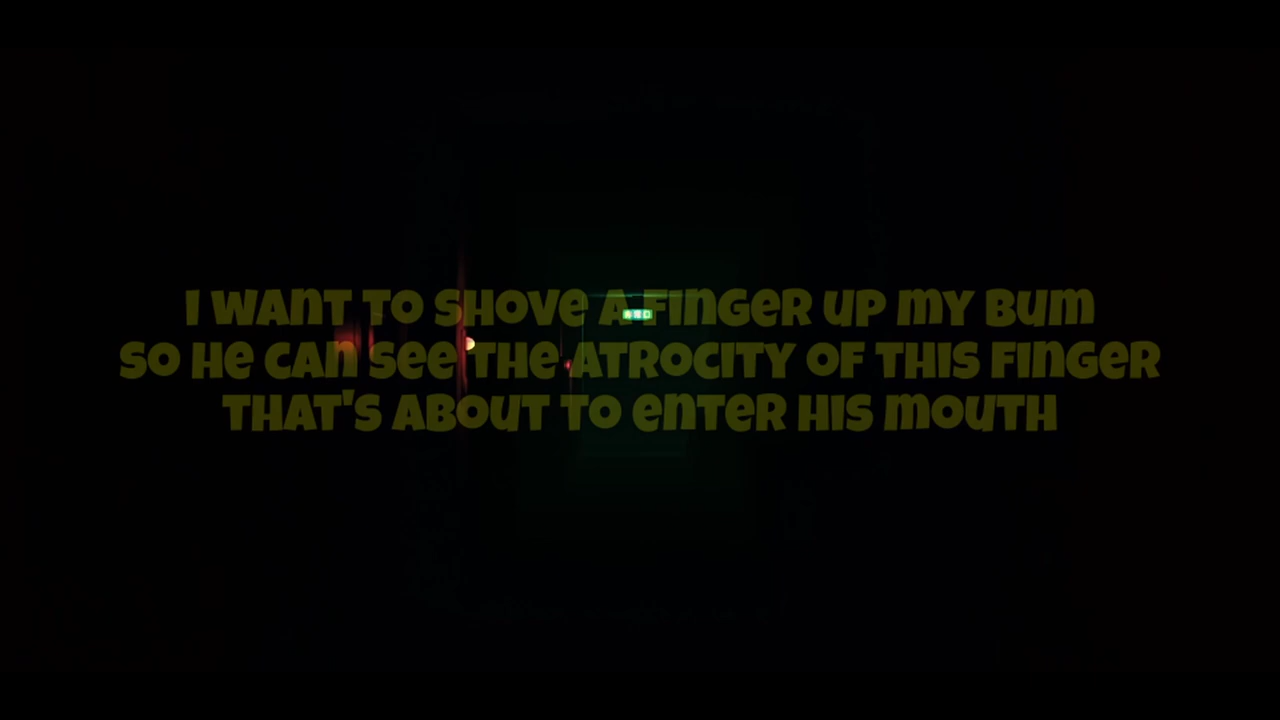 I WANT TO SHOVE A FINGER UP MY BUM
SO HE CAN SEE THE ATROCITY OF THIS FINGER
THAT'S ABOUT TO ENTER HIS MOUTH